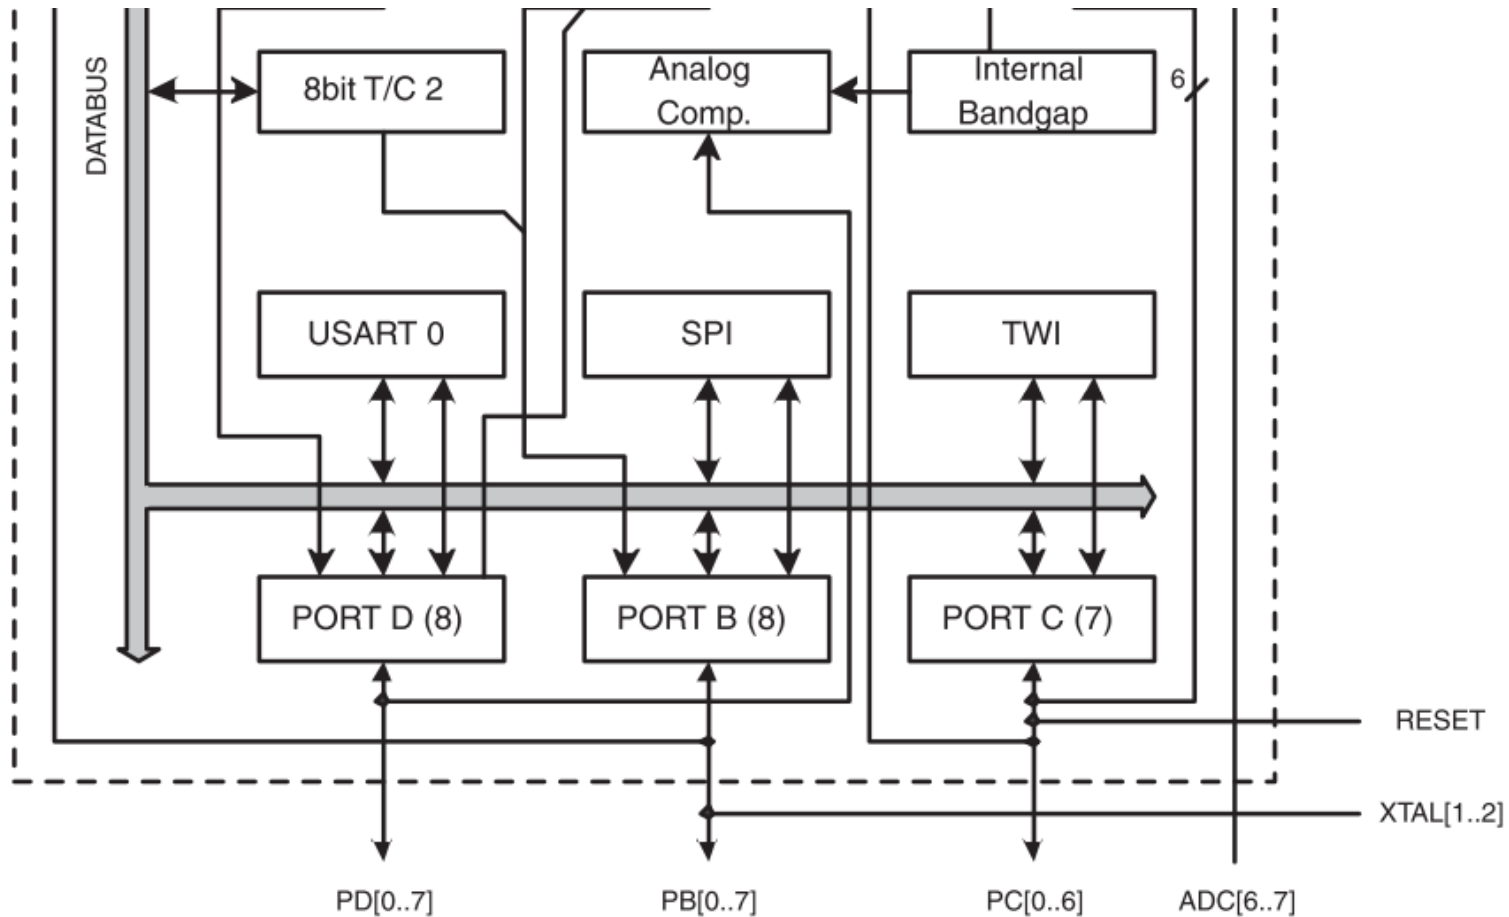 DATABUS
8bit T/C 2
Analog
Comp.
Internal
Bandgap
6
USART 0
SPI
TWI
PORT D (8)
PORT B (8)
PORT C (7)
RESET
XTAL[1..2]
PD[0..7]
PB[0..7]
PC[0..6]
ADC[6..7]